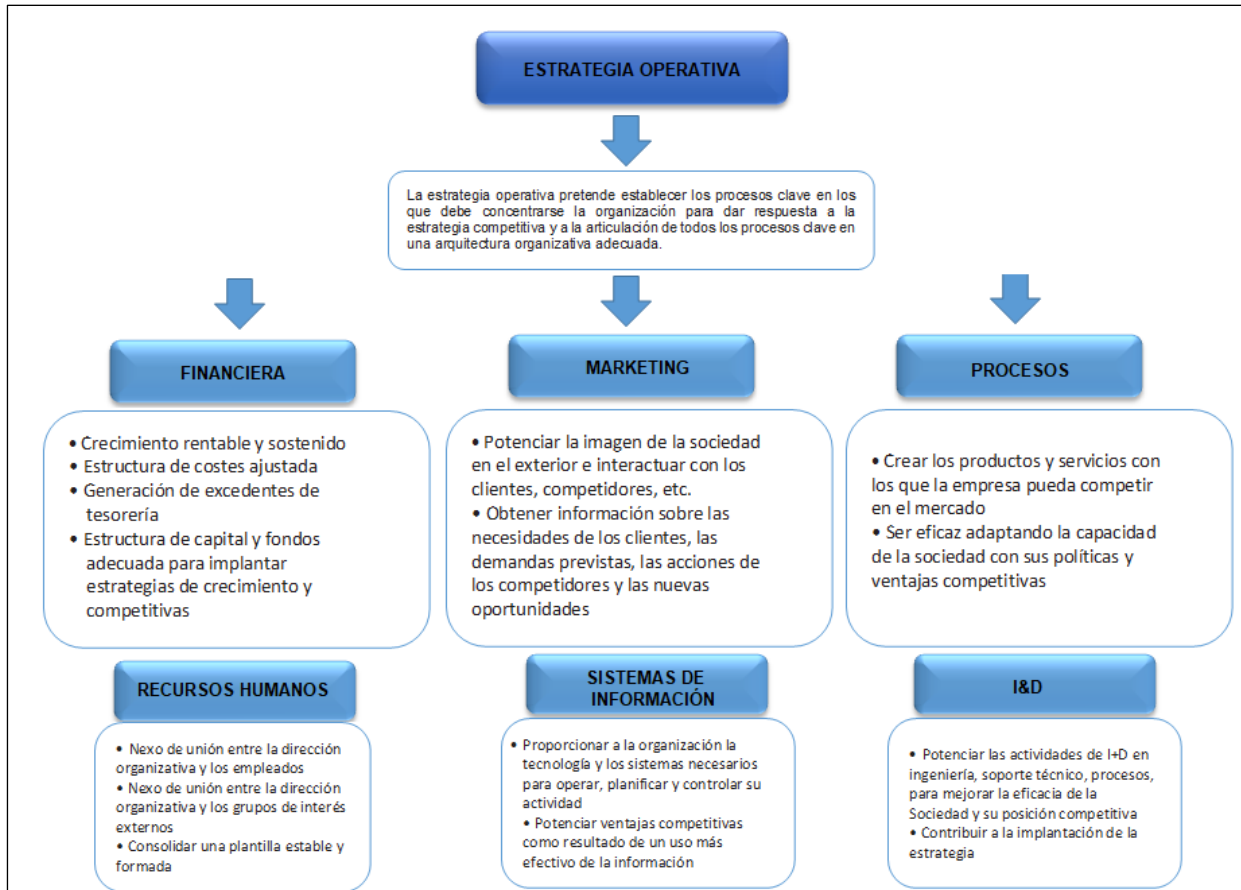 ESTRATEGIA OPERATIVA
La estrategia operativa pretende establecer los procesos clave en los
que debe concentrarse la organización para dar respuesta a la
estrategia competitiva y a la articulación de todos los procesos clave en
una arquitectura organizativa adecuada.
FINANCIERA
• Crecimiento rentable y sostenido
• Estructura de costes ajustada
• Generación de excedentes de
tesorería
• Estructura de capital y fondos
adecuada para implantar
estrategias de crecimiento y
competitivas
MARKETING
• Potenciar la imagen de la sociedad
en el exterior e interactuar con los
clientes, competidores, etc.
• Obtener información sobre las
necesidades de los clientes, las
demandas previstas, las acciones de
los competidores y las nuevas
oportunidades
PROCESOS
• Crear los productos y servicios con
los que la empresa pueda competir
en el mercado
• Ser eficaz adaptando la capacidad
de la sociedad con sus políticas y
ventajas competitivas
RECURSOS HUMANOS
• Nexo de unión entre la dirección
organizativa y los empleados
• Nexo de unión entre la dirección
organizativa y los grupos de interés
externos
• Consolidar una plantilla estable y
formada
SISTEMAS DE
INFORMACIÓN
• Proporcionar a la organización la
tecnología y los sistemas necesarios
para operar, planificar y controlar su
actividad
• Potenciar ventajas competitivas
como resultado de un uso más
efectivo de la información
I&D
• Potenciar las actividades de I+D en
ingeniería, soporte técnico, procesos,
para mejorar la eficacia de la
Sociedad y su posición competitiva
• Contribuir a la implantación de la
estrategia